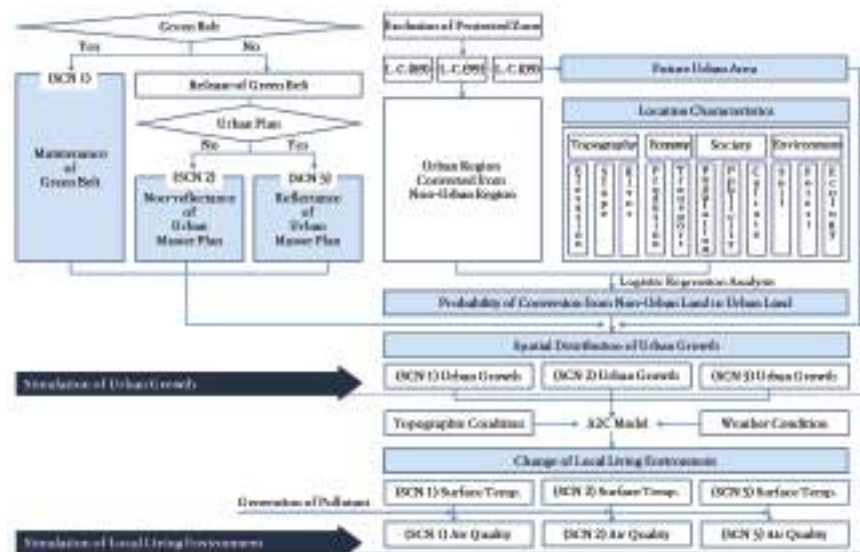 Green Belt
Yes
No
(SCN 1)
Maintenance
of
Green Belt
Release of Green Belt
Urban Plan
No
Yes
(SCN 2)
Non-reflectance
of
Urban
Master Plan
(SCN 3)
Reflectance
of
Urban
Master Plan
Exclusion of Protected Zone
L. C.
L. C.
L. C.
Future Urban Area
Urban Region
Converted from
Non-Urban Region
Location Characteristics
Topography
Economy
Society
Environment
Elevation
Slope
River
Production
Transport
Population
Culture
Soil
Forest
Ecology
Logistic Regression Analysis
Probability of Conversion from Non-Urban Land to Urban Land
Spatial Distribution of Urban Growth
Simulation of Urban Growth
(SCN 1) Urban Growth
(SCN 2) Urban Growth
(SCN 3) Urban Growth
Topographic Condition
A2C Model
Weather Condition
Change of Local Living Environment
(SCN 1) Surface Temp.
(SCN 2) Surface Temp.
(SCN 3) Surface Temp.
Generation of Pollutant
Simulation of Local Living Environment
(SCN 1) Air Quality
(SCN 2) Air Quality
(SCN 3) Air Quality